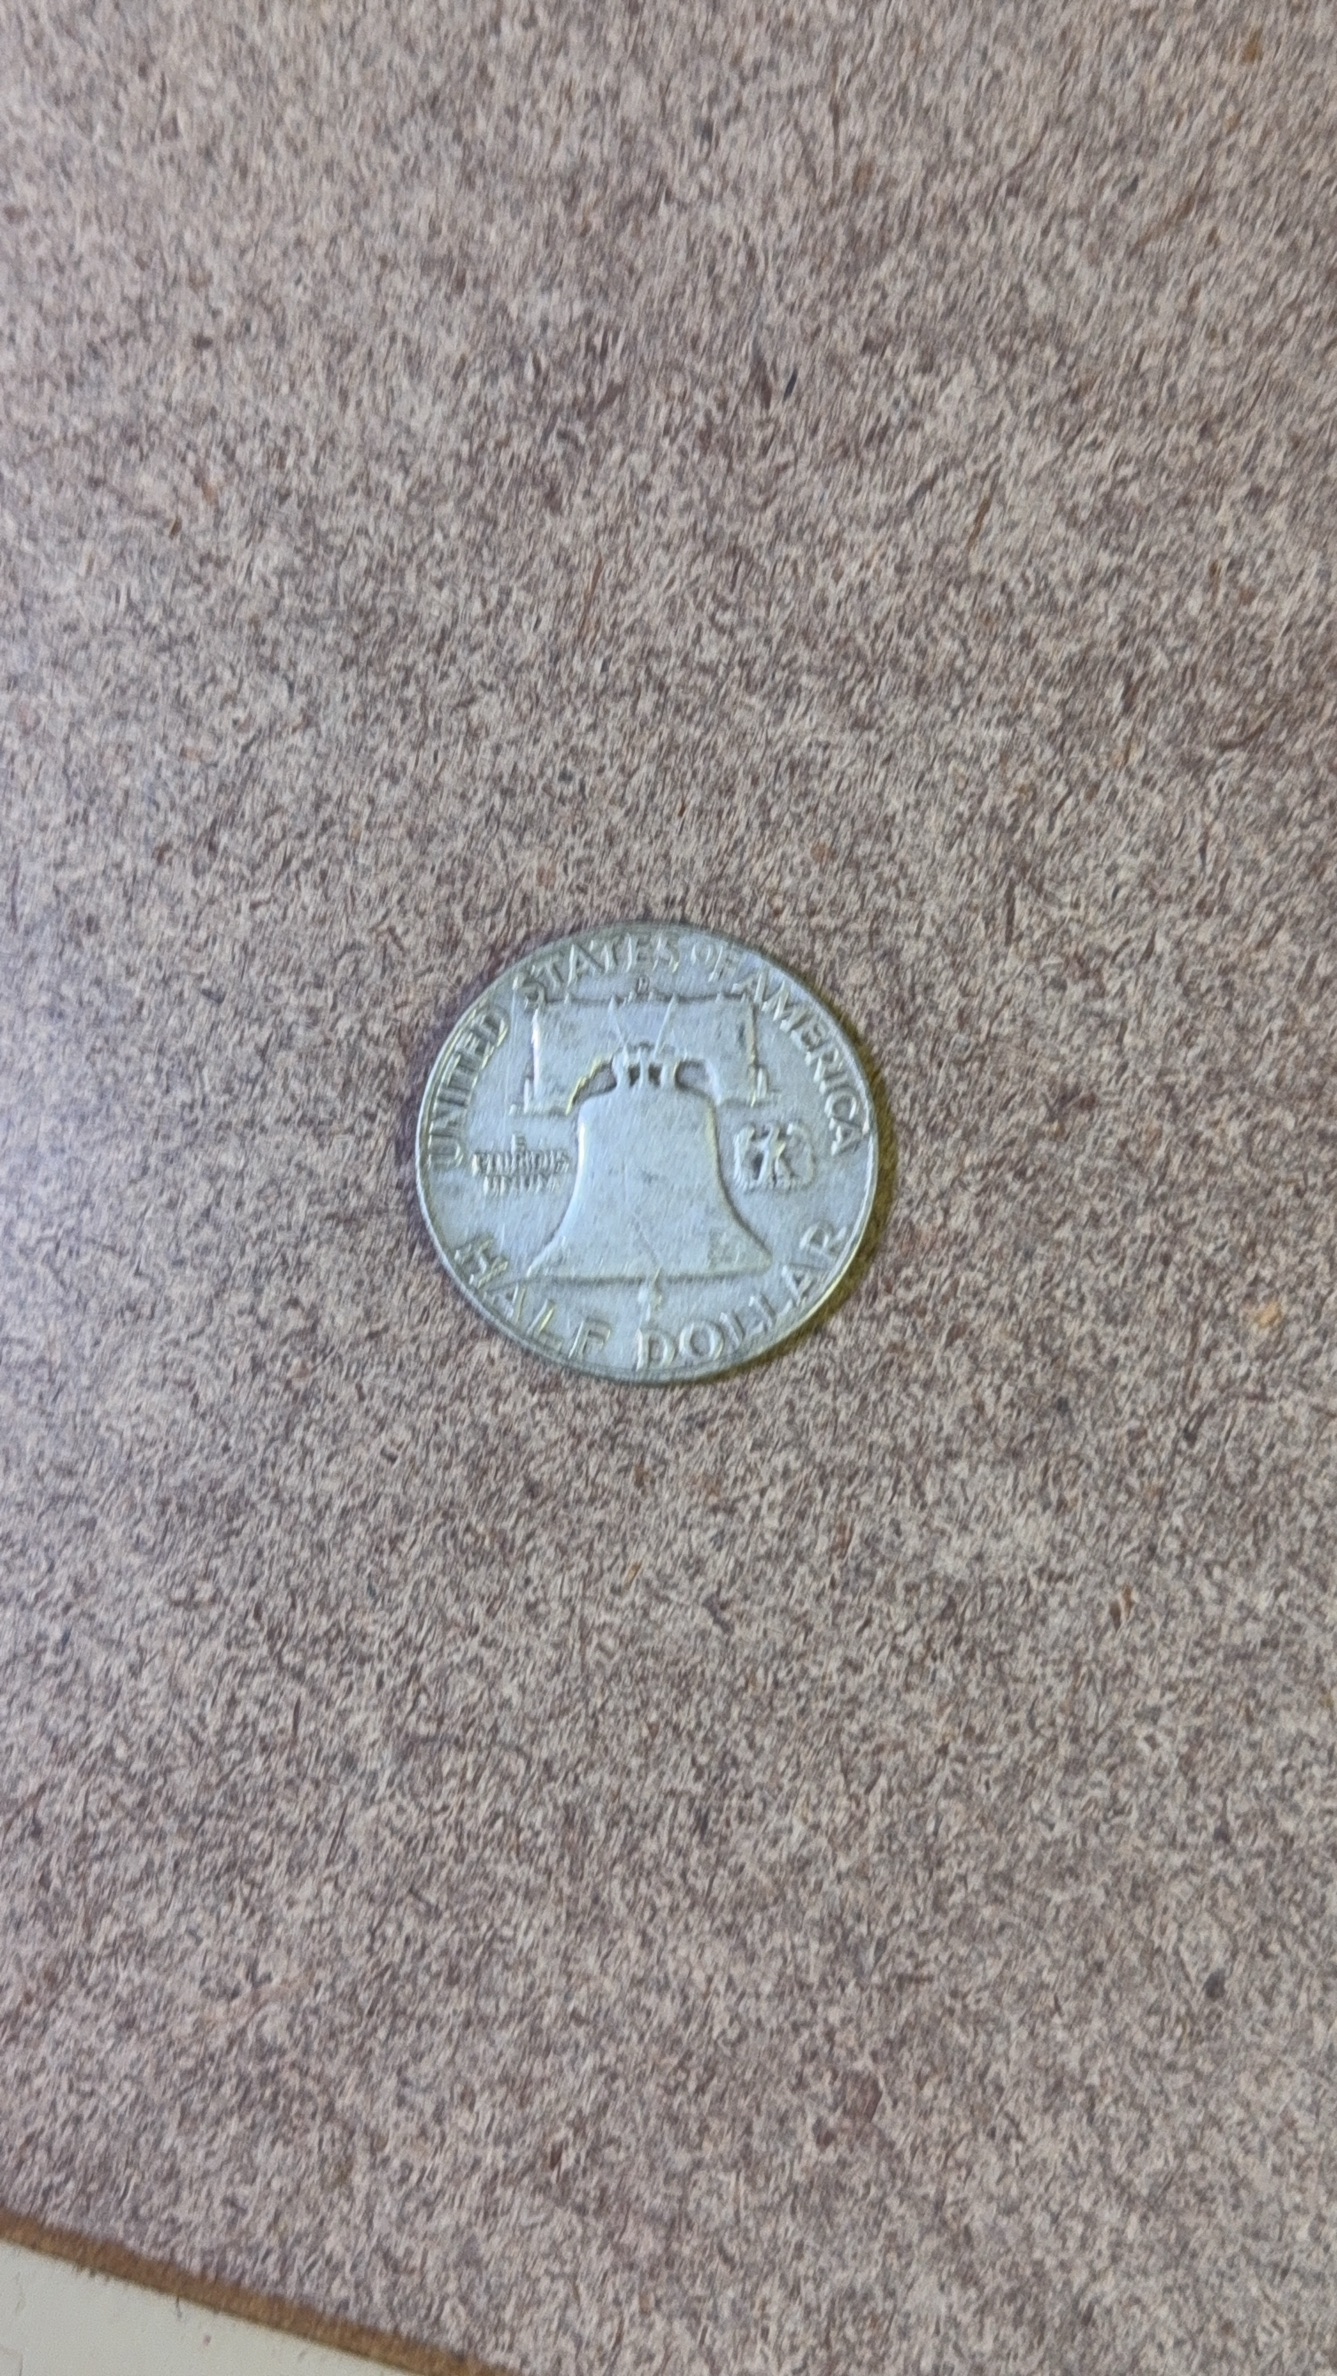 UNITED STATES OF AMERICA
E
PLURIBUS
UNUM
HALF DOLLAR